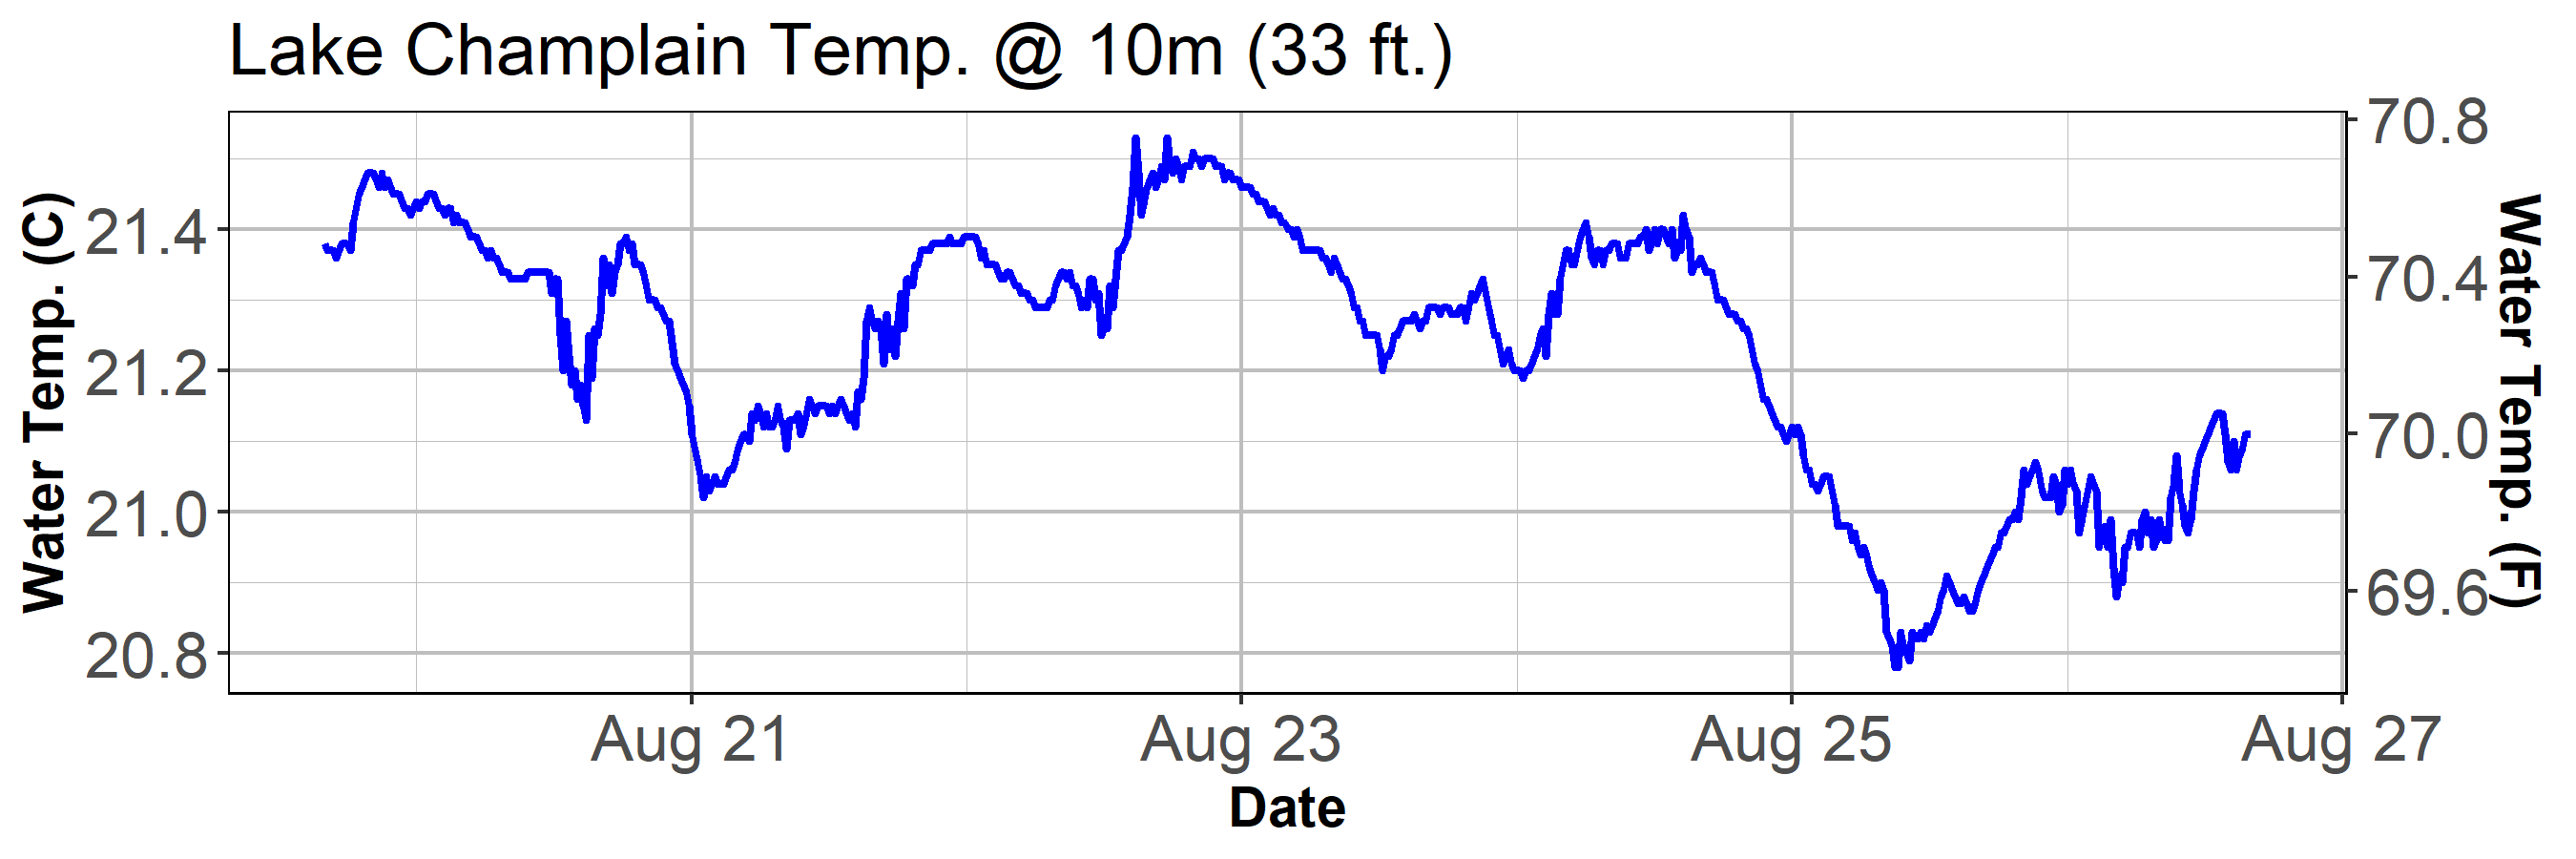 Lake Champlain Temp. @ 10m (33 ft.)
Water Temp. (C)
21.4
21.2
21.0
20.8
70.8
70.4
70.0
69.6
Water Temp. (F)
Aug 21
Aug 23
Aug 25
Aug 27
Date